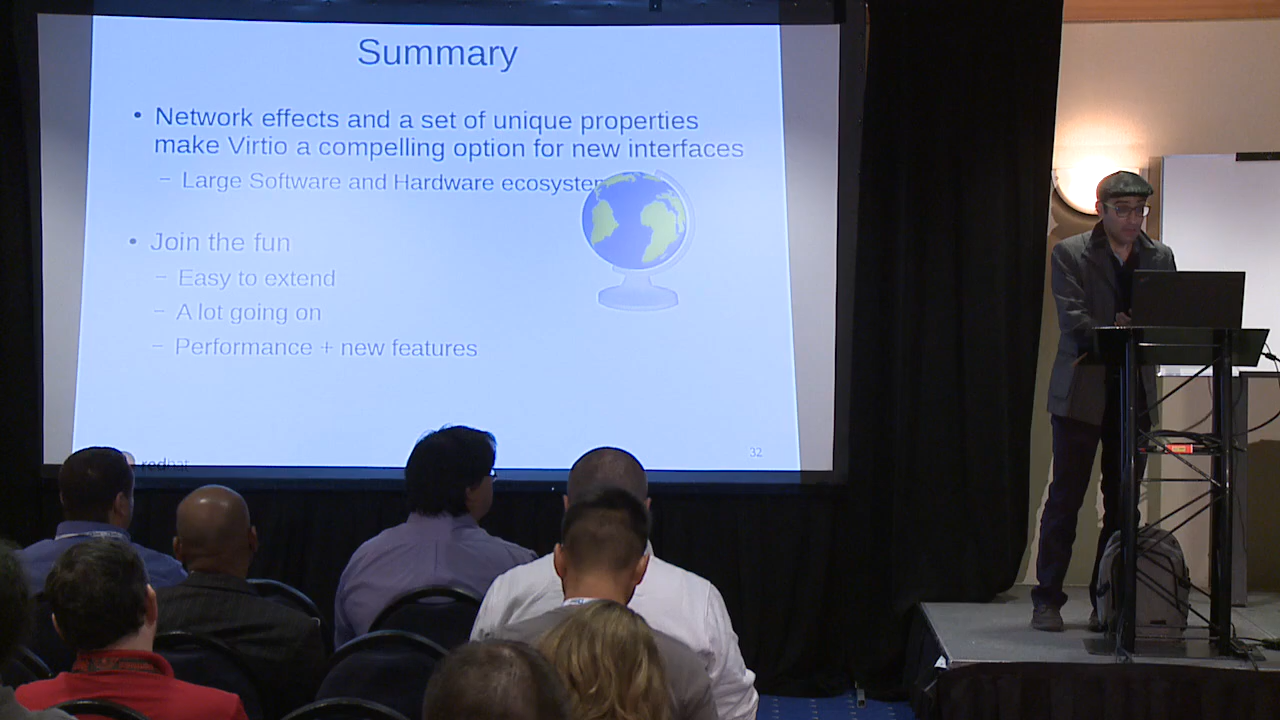 Summary
• Network effects and a set of unique properties
make Virtio a compelling option for new interfaces
– Large Software and Hardware ecosystem
• Join the fun
– Easy to extend
– A lot going on
– Performance + new features
32
redhat